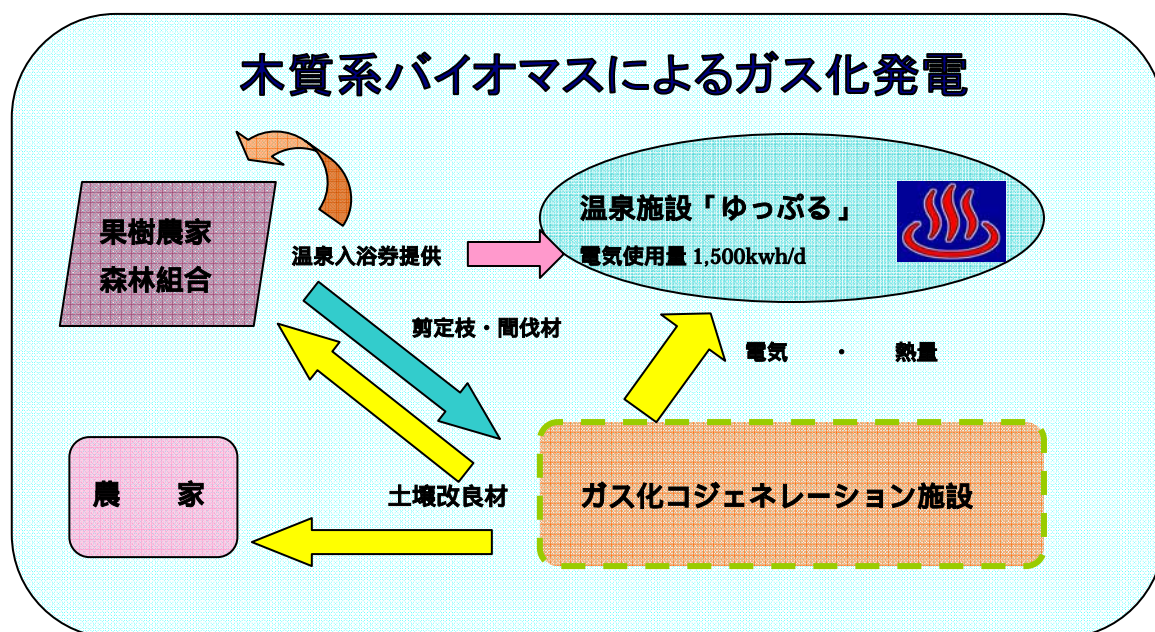 木質系バイオマスによるガス化発電
果樹農家
森林組合
温泉入浴券提供
温泉施設「ゆっぷる」
電気使用量 1,500kwh/d
剪定枝・間伐材
電気　・　熱量
農　家
土壌改良材
ガス化コジェネレーション施設